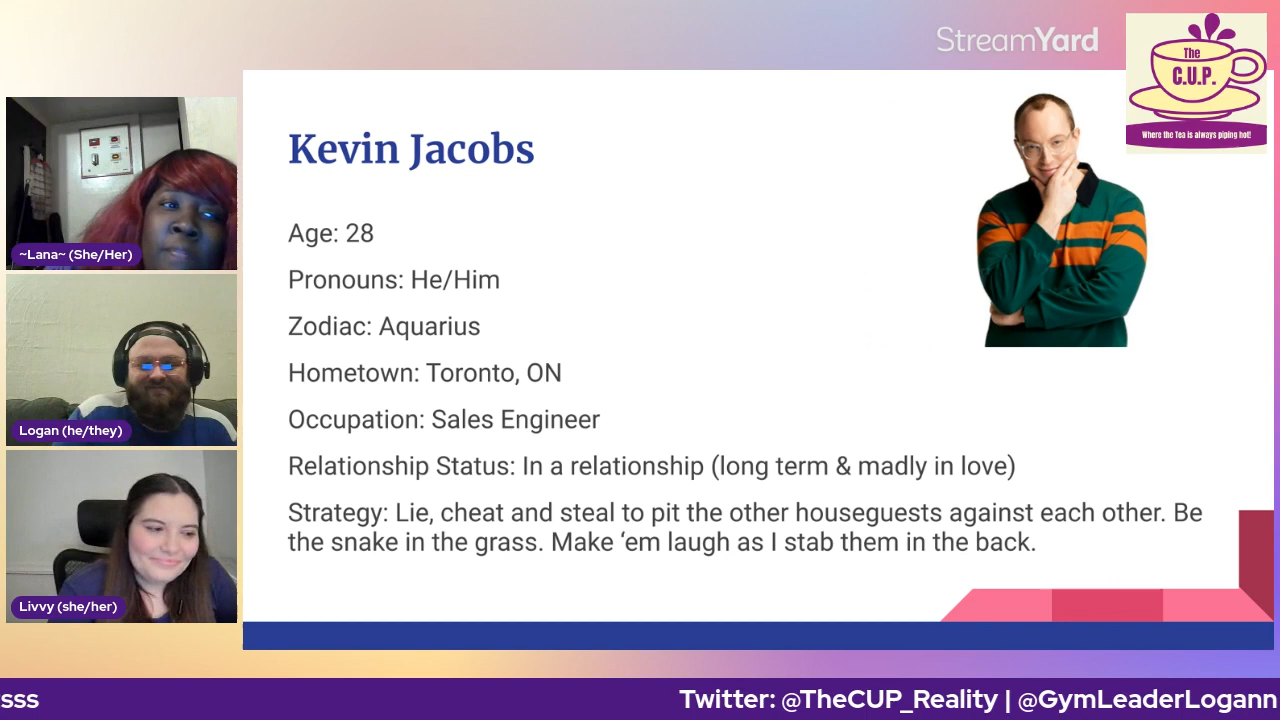 StreamYard
The
C.U.P.
Where the Tea is always piping hot!
Kevin Jacobs
Age: 28
Pronouns: He/Him
Zodiac: Aquarius
Hometown: Toronto, ON
Occupation: Sales Engineer
Relationship Status: In a relationship (long term & madly in love)
Strategy: Lie, cheat and steal to pit the other houseguests against each other. Be
the snake in the grass. Make ‘em laugh as I stab them in the back.
~Lana~ (She/Her)
Logan (he/they)
Livvy (she/her)
sss
Twitter: @TheCUP_Reality | @GymLeaderLogann